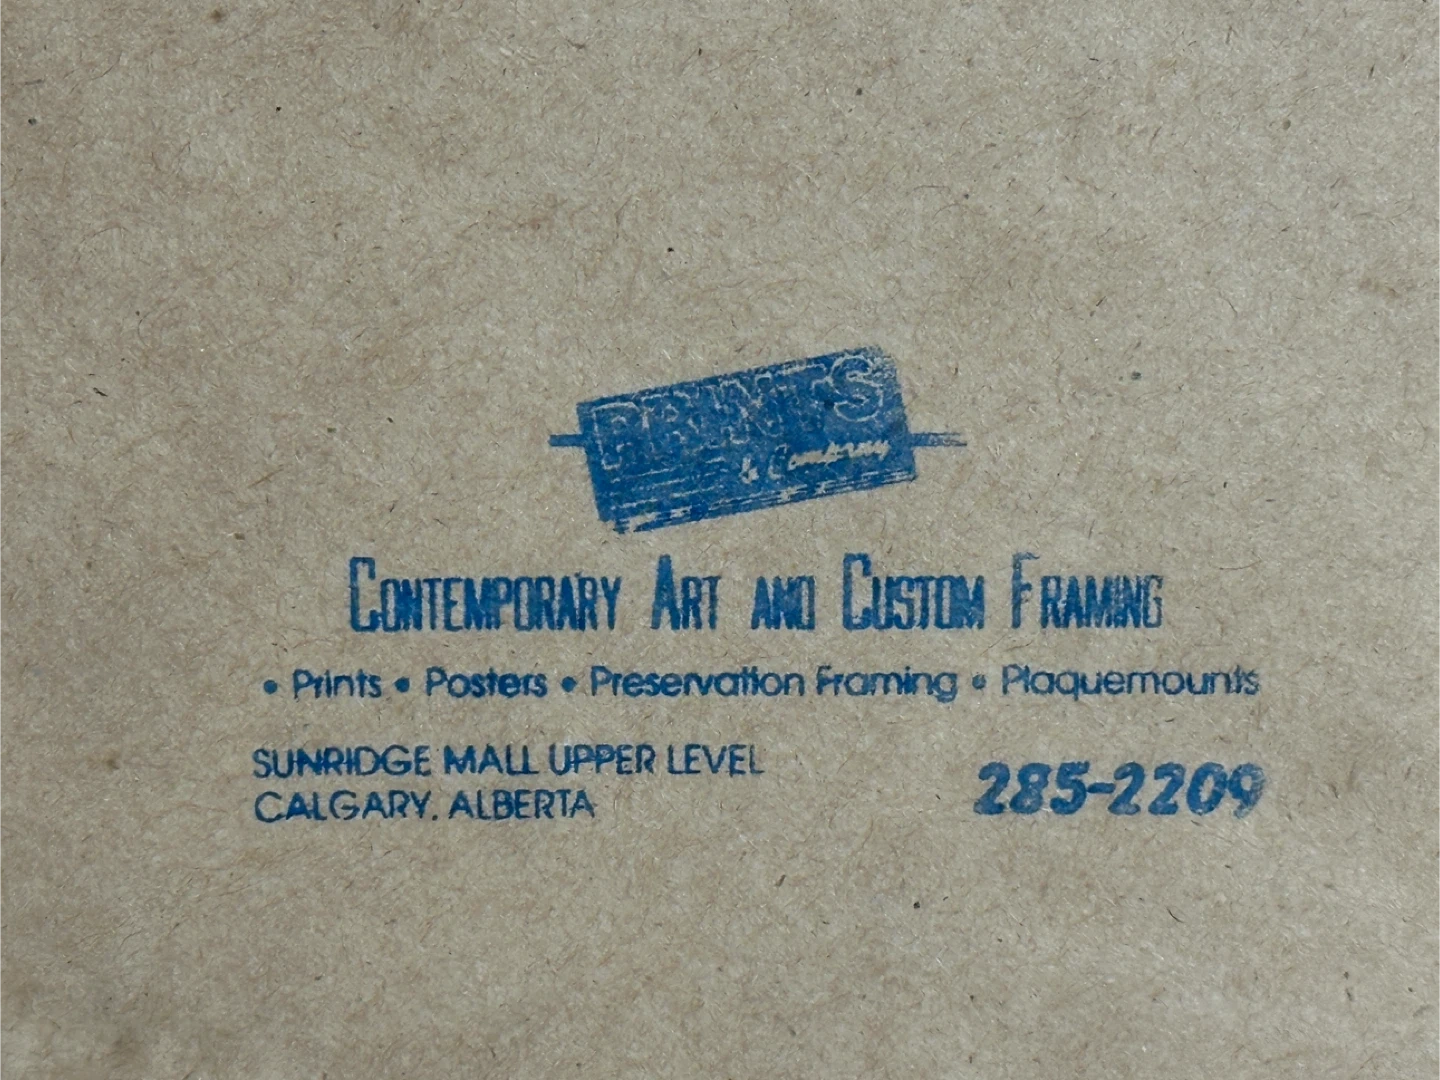 PRINTS
& Company
CONTEMPORARY ART AND CUSTOM FRAMING
• Prints • Posters • Preservation Framing • Plaquemounts
SUNRIDGE MALL UPPER LEVEL
CALGARY, ALBERTA
285-2209